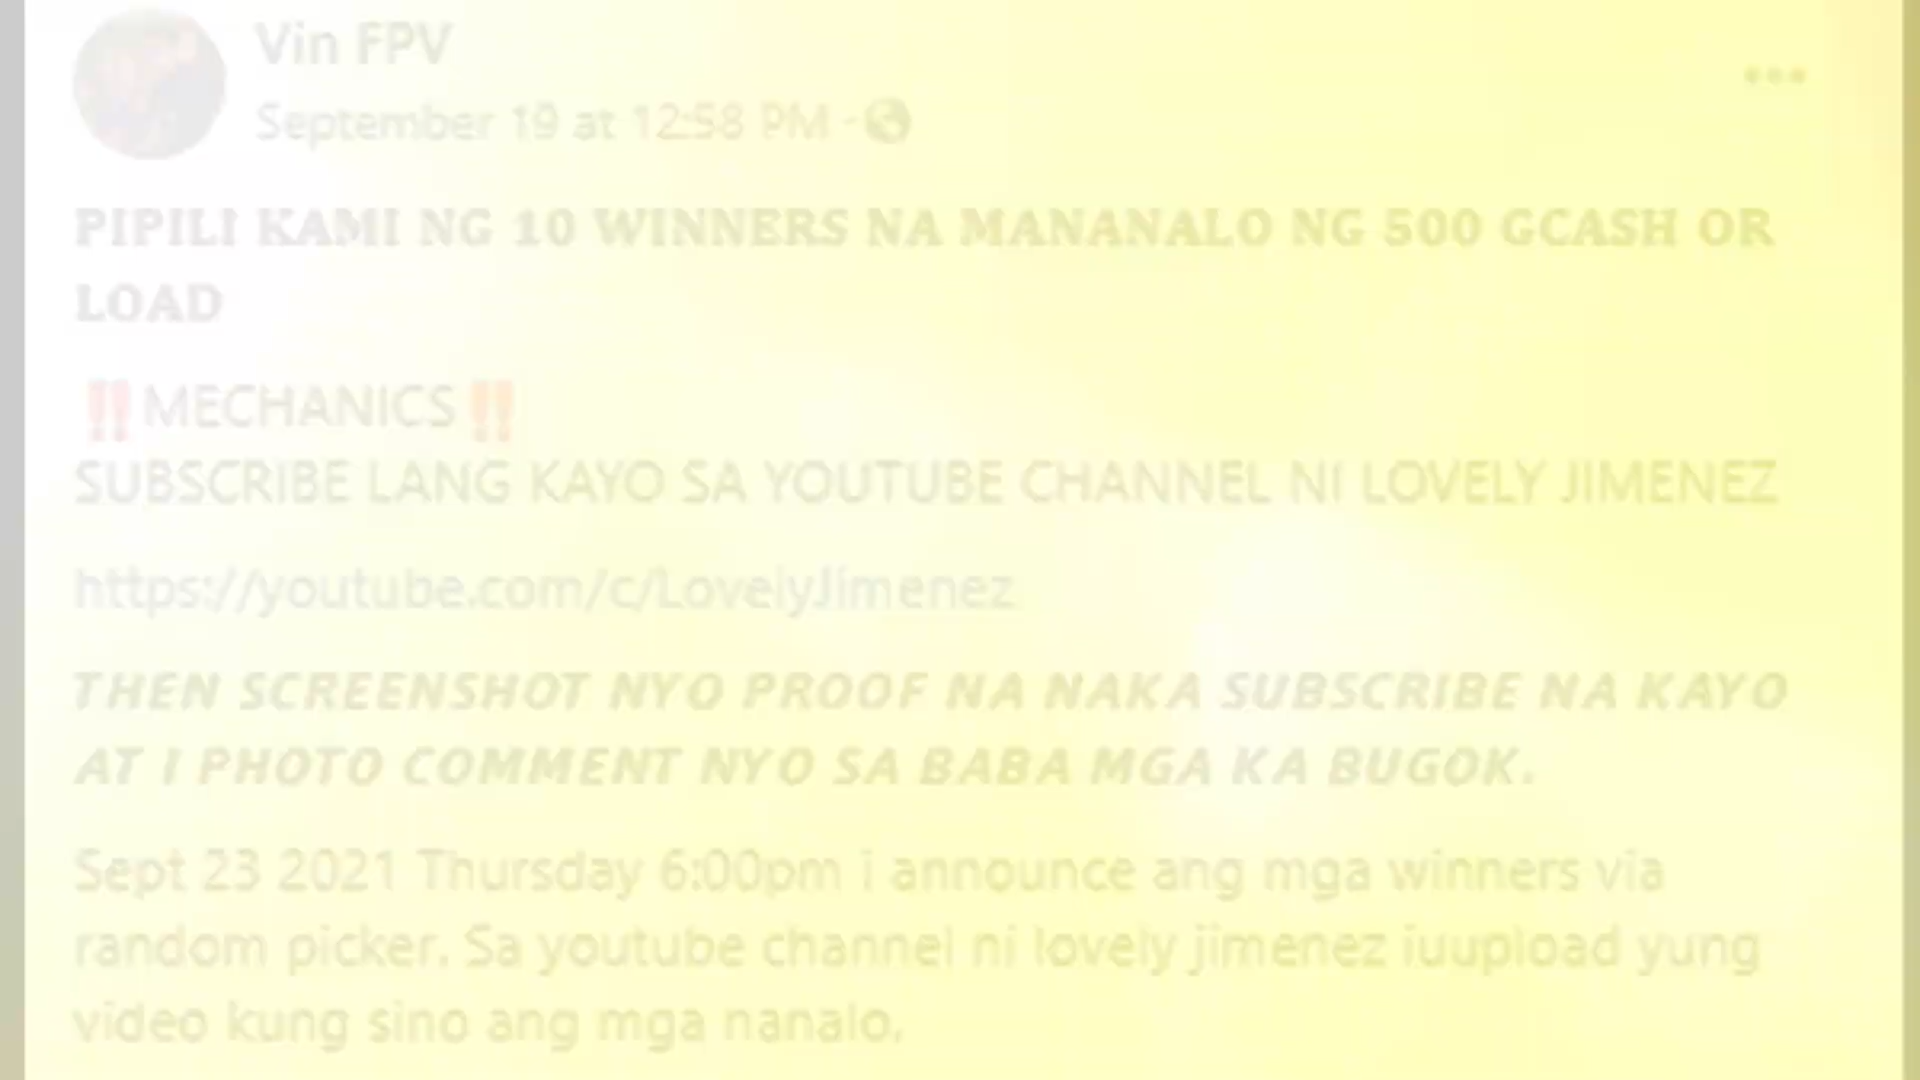 Vin FPV
September 19 at 12:58 PM ·
PIPILI KAMI NG 10 WINNERS NA MANANALO NG 500 GCASH OR
LOAD
‼️MECHANICS‼️
SUBSCRIBE LANG KAYO SA YOUTUBE CHANNEL NI LOVELY JIMENEZ
https://youtube.com/c/LovelyJimenez
THEN SCREENSHOT NYO PROOF NA NAKA SUBSCRIBE NA KAYO
AT I PHOTO COMMENT NYO SA BABA MGA KA BUGOK.
Sept 23 2021 Thursday 6:00pm i announce ang mga winners via
random picker. Sa youtube channel ni lovely jimenez iuupload yung
video kung sino ang mga nanalo.